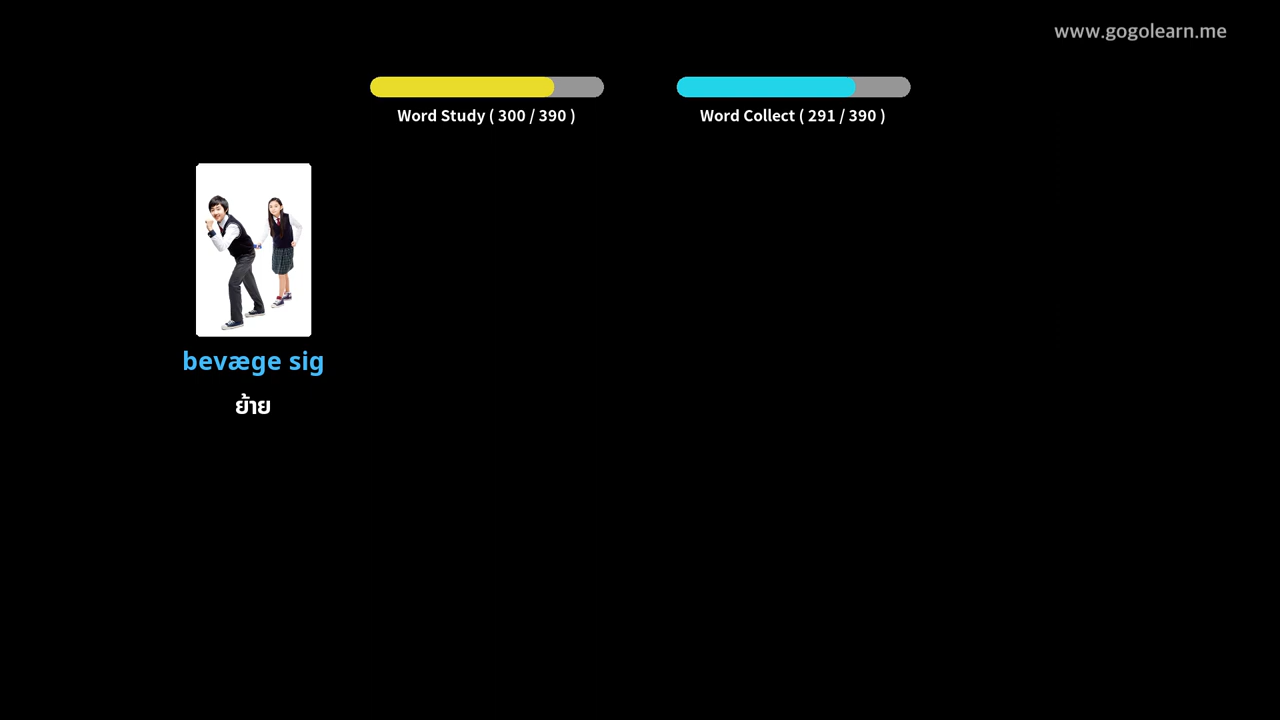 www.gogolearn.me
Word Study ( 300 / 390 )
Word Collect ( 291 / 390 )
bevæge sig
ย้าย